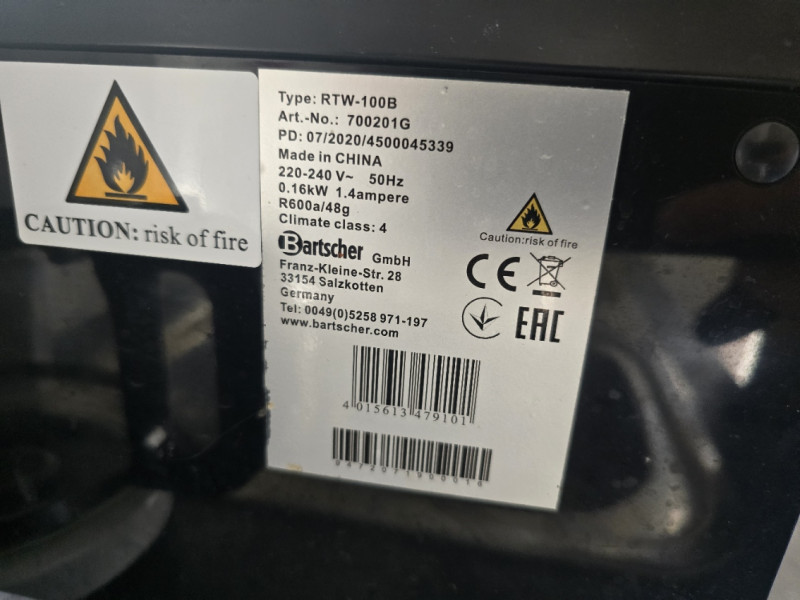 CAUTION: risk of fire
Type: RTW-100B
Art.-No.: 700201G
PD: 07/2020/4500045339
Made in CHINA
220-240 V~ 50Hz
0.16kW 1.4ampere
R600a/48g
Climate class: 4
Bartscher GmbH
Franz-Kleine-Str. 28
33154 Salzkotten
Germany
Tel: 0049(0)5258 971-197
www.bartscher.com
Caution:risk of fire
CE
EAC
4 015613 479101